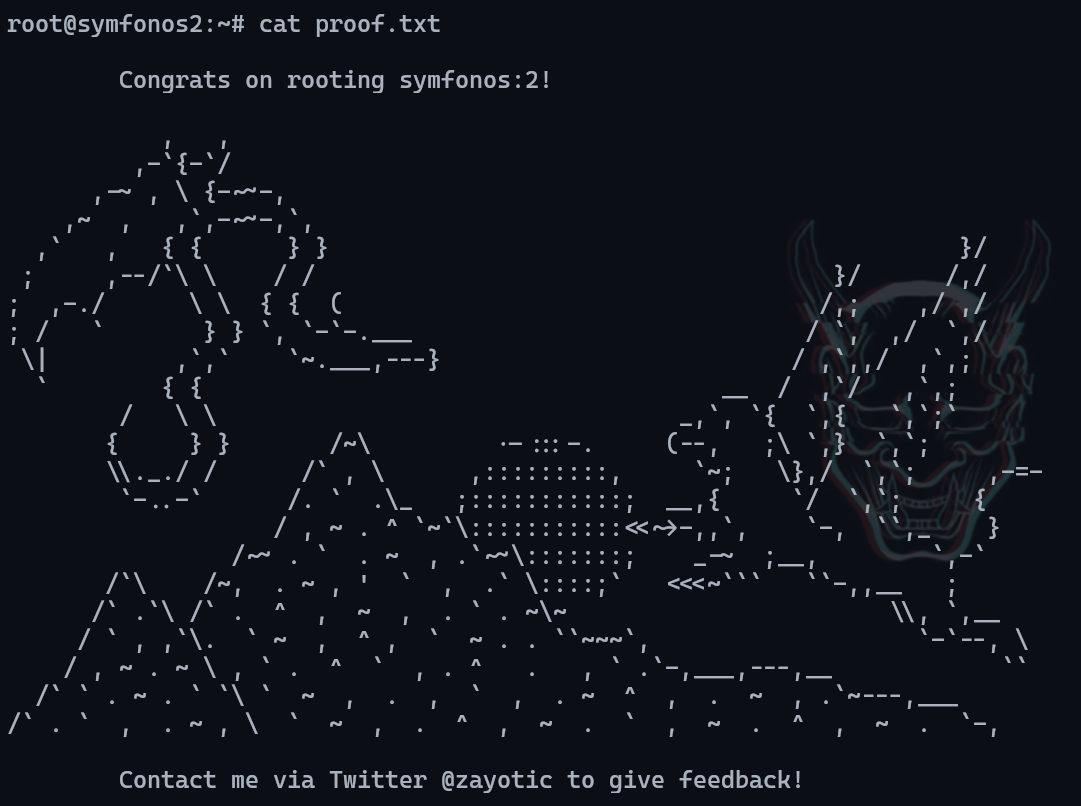 root@symfonos2:~# cat proof.txt
Congrats on rooting symfonos:2!
Contact me via Twitter @zayotic to give feedback!